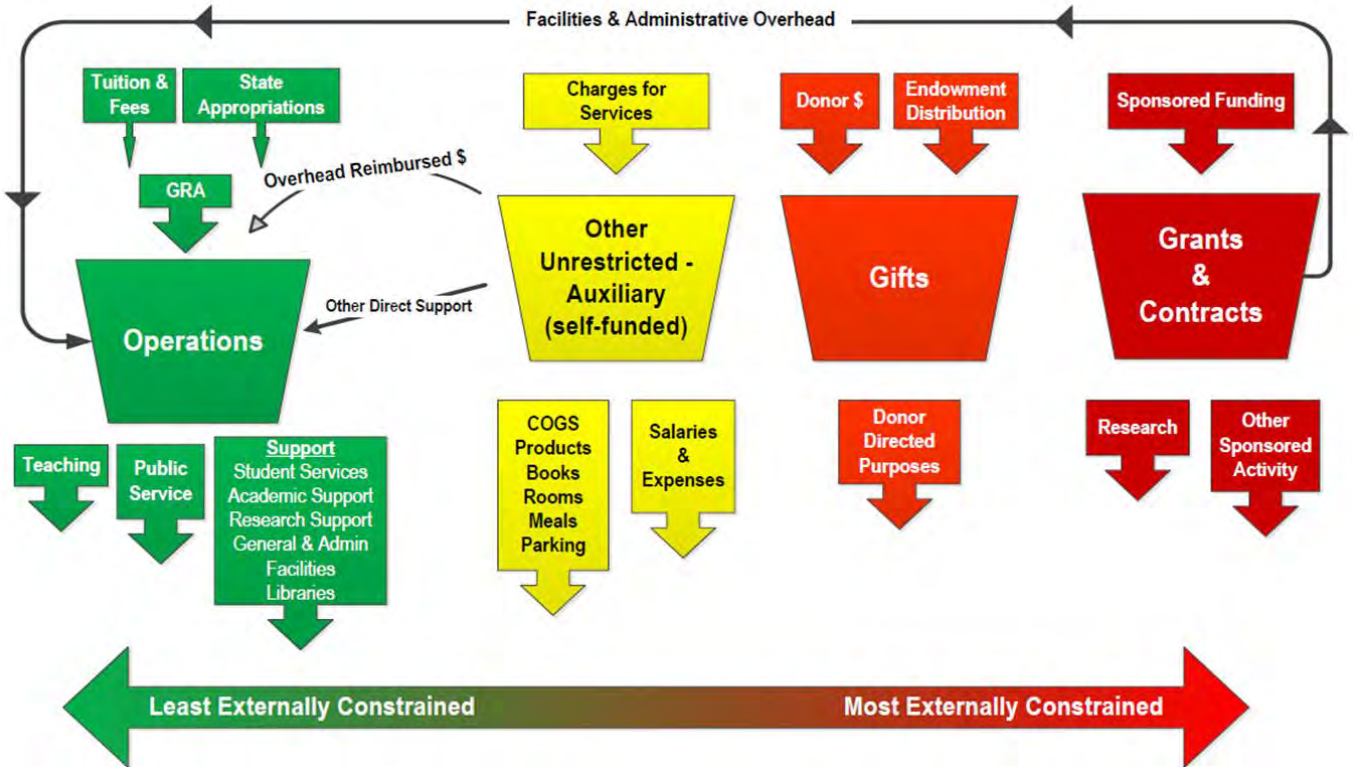 Facilities & Administrative Overhead
Tuition &
Fees
State
Appropriations
Charges for
Services
Donor $
Endowment
Distribution
Sponsored Funding
Overhead Reimbursed $
GRA
Operations
Other Direct Support
Other
Unrestricted -
Auxiliary
(self-funded)
Gifts
Grants
&
Contracts
Teaching
Public
Service
Support
Student Services
Academic Support
Research Support
General & Admin
Facilities
Libraries
COGS
Products
Books
Rooms
Meals
Parking
Salaries
&
Expenses
Donor
Directed
Purposes
Research
Other
Sponsored
Activity
Least Externally Constrained
Most Externally Constrained